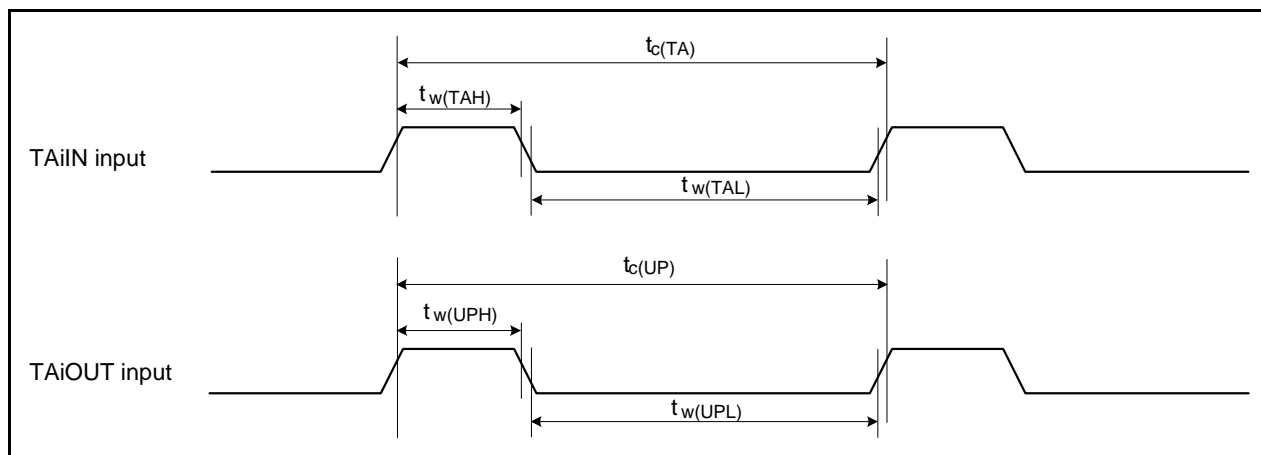 tc(TA)
tw(TAH)
TAiIN input
tw(TAL)
tc(UP)
tw(UPH)
TAiOUT input
tw(UPL)